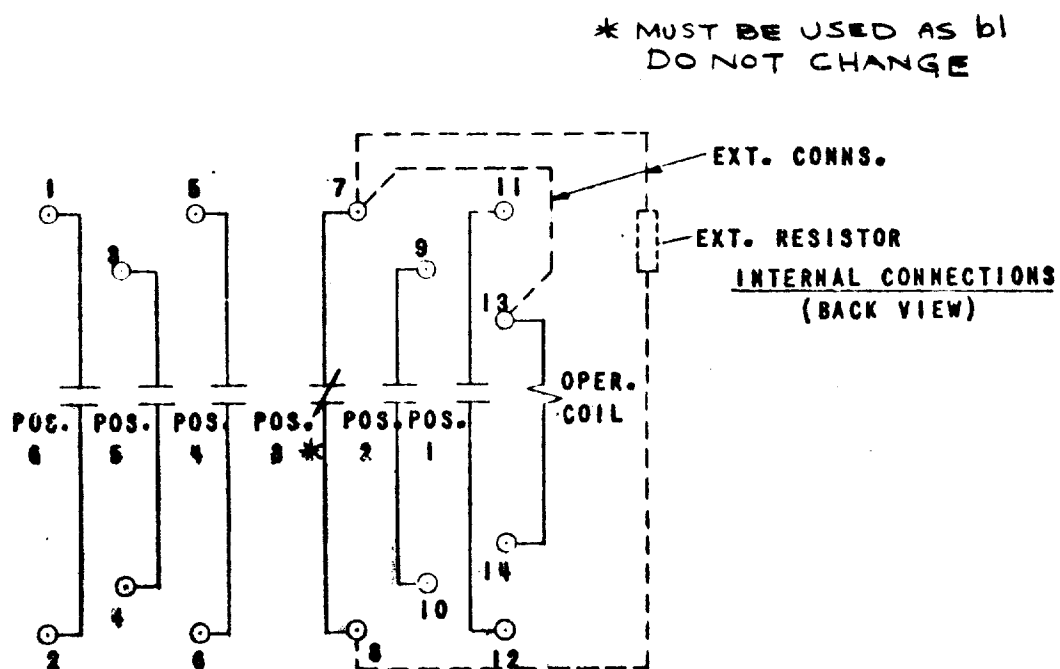 * MUST BE USED AS b1
DO NOT CHANGE
EXT. CONNS.
1
5
7
11
3
9
EXT. RESISTOR
INTERNAL CONNECTIONS
(BACK VIEW)
13
OPER.
COIL
POS.
6
POS.
5
POS.
4
POS.
3 *
POS.
2
POS.
1
14
4
10
2
6
8
12